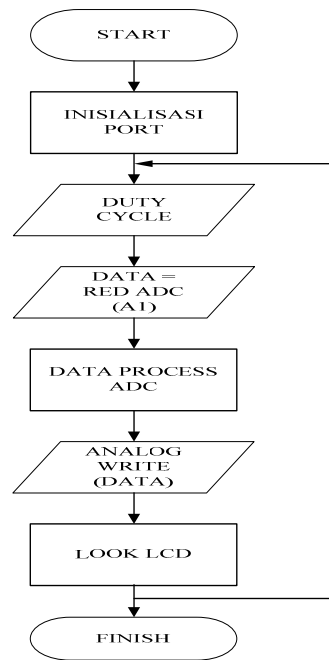 START
INISIALISASI
PORT
DUTY
CYCLE
DATA =
RED ADC
(A1)
DATA PROCESS
ADC
ANALOG
WRITE
(DATA)
LOOK LCD
FINISH